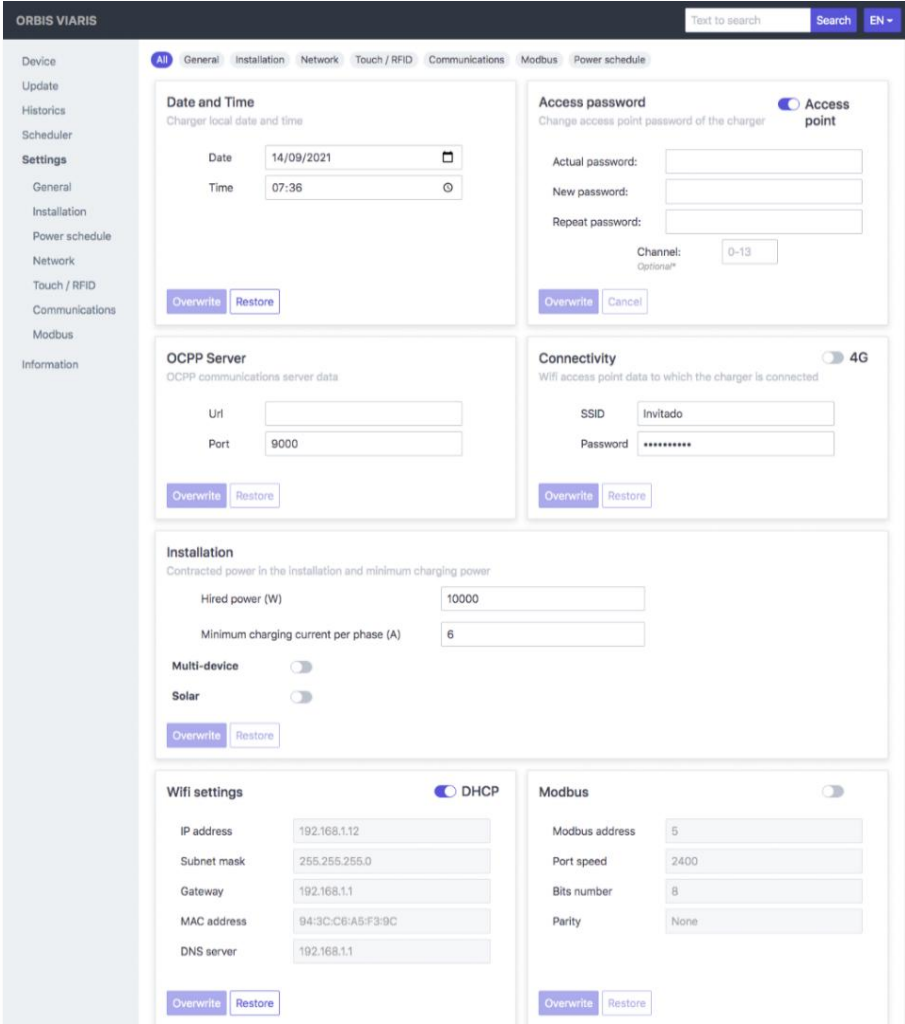 ORBIS VIARIS
Text to search
Search
EN
Device
Update
Historics
Scheduler
Settings
General
Installation
Power schedule
Network
Touch / RFID
Communications
Modbus
Information
All General Installation Network Touch / RFID Communications Modbus Power schedule
Date and Time
Charger local date and time
Date 14/09/2021
Time 07:36
Overwrite Restore
Access password
Access point
Change access point password of the charger
Actual password:
New password:
Repeat password:
Channel: 0-13
Optional*
Overwrite Cancel
OCPP Server
OCPP communications server data
Url
Port 9000
Overwrite Restore
Connectivity 4G
Wifi access point data to which the charger is connected
SSID Invitado
Password ••••••••••
Overwrite Restore
Installation
Contracted power in the installation and minimum charging power
Hired power (W) 10000
Minimum charging current per phase (A) 6
Multi-device
Solar
Overwrite Restore
Wifi settings DHCP
IP address 192.168.1.12
Subnet mask 255.255.255.0
Gateway 192.168.1.1
MAC address 94:3C:C6:A5:F3:9C
DNS server 192.168.1.1
Overwrite Restore
Modbus
Modbus address 5
Port speed 2400
Bits number 8
Parity None
Overwrite Restore